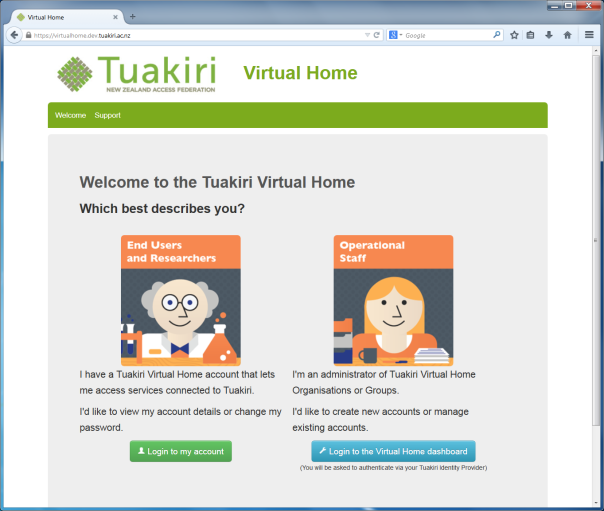 Virtual Home
https://virtualhome.dev.tuakiri.ac.nz
Google
Tuakiri
NEW ZEALAND ACCESS FEDERATION
Virtual Home
Welcome Support
Welcome to the Tuakiri Virtual Home
Which best describes you?
End Users
and Researchers
Operational
Staff
I have a Tuakiri Virtual Home account that lets
me access services connected to Tuakiri.
I'd like to view my account details or change my
password.
Login to my account
I'm an administrator of Tuakiri Virtual Home
Organisations or Groups.
I'd like to create new accounts or manage
existing accounts.
Login to the Virtual Home dashboard
(You will be asked to authenticate via your Tuakiri Identity Provider)